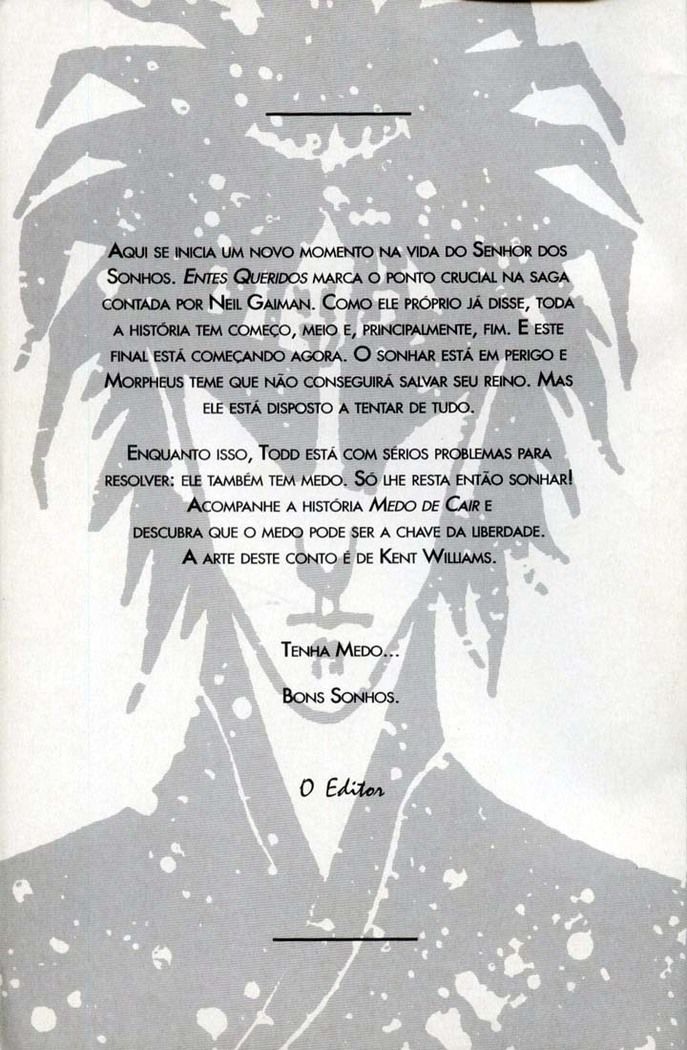 Aqui se inicia um novo momento na vida do Senhor dos
Sonhos. Entes Queridos marca o ponto crucial na saga
contada por Neil Gaiman. Como ele próprio já disse, toda
a história tem começo, meio e, principalmente, fim. E este
final está começando agora. O sonhar está em perigo e
Morpheus teme que não conseguirá salvar seu reino. Mas
ele está disposto a tentar de tudo.
Enquanto isso, Todd está com sérios problemas para
resolver: ele também tem medo. Só lhe resta então sonhar!
Acompanhe a história Medo de Cair e
descubra que o medo pode ser a chave da liberdade.
A arte deste conto é de Kent Williams.
Tenha Medo...
Bons Sonhos.
O Editor